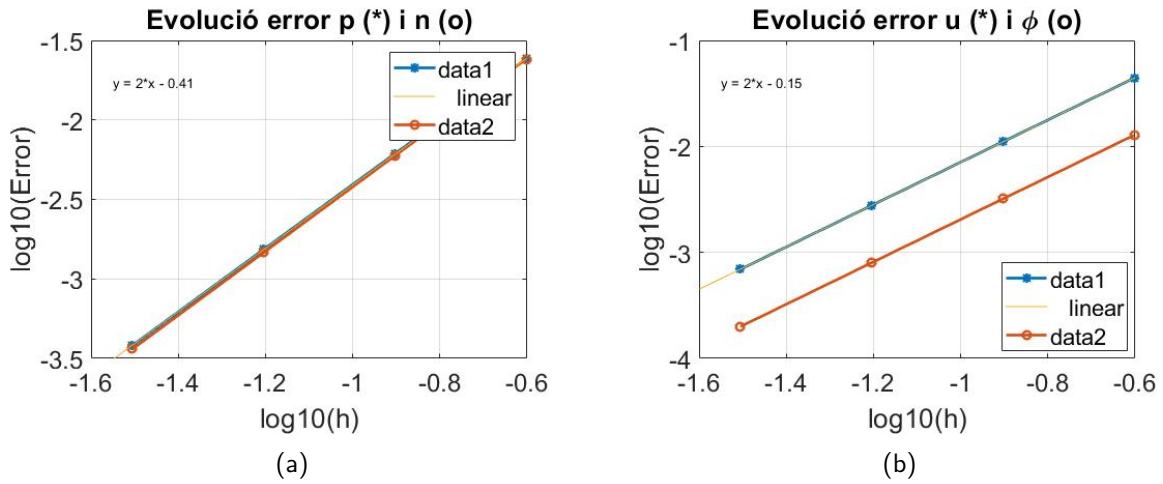 Evolució error p (*) i n (o)
-1.5
-2
-2.5
-3
-3.5
log10(Error)
y = 2*x - 0.41
data1
linear
data2
-1.6
-1.4
-1.2
-1
-0.8
-0.6
log10(h)
(a)
Evolució error u (*) i ϕ (o)
-1
-2
-3
-4
log10(Error)
y = 2*x - 0.15
data1
linear
data2
-1.6
-1.4
-1.2
-1
-0.8
-0.6
log10(h)
(b)